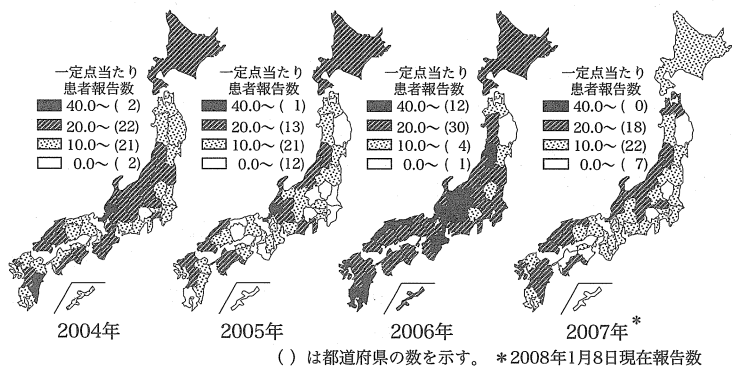 一定点当たり
患者報告数
40.0〜( 2)
20.0〜(22)
10.0〜(21)
0.0〜( 2)
2004年
一定点当たり
患者報告数
40.0〜( 1)
20.0〜(13)
10.0〜(21)
0.0〜(12)
2005年
一定点当たり
患者報告数
40.0〜(12)
20.0〜(30)
10.0〜( 4)
0.0〜( 1)
2006年
一定点当たり
患者報告数
40.0〜( 0)
20.0〜(18)
10.0〜(22)
0.0〜( 7)
2007年*
( )は都道府県の数を示す。 *2008年1月8日現在報告数